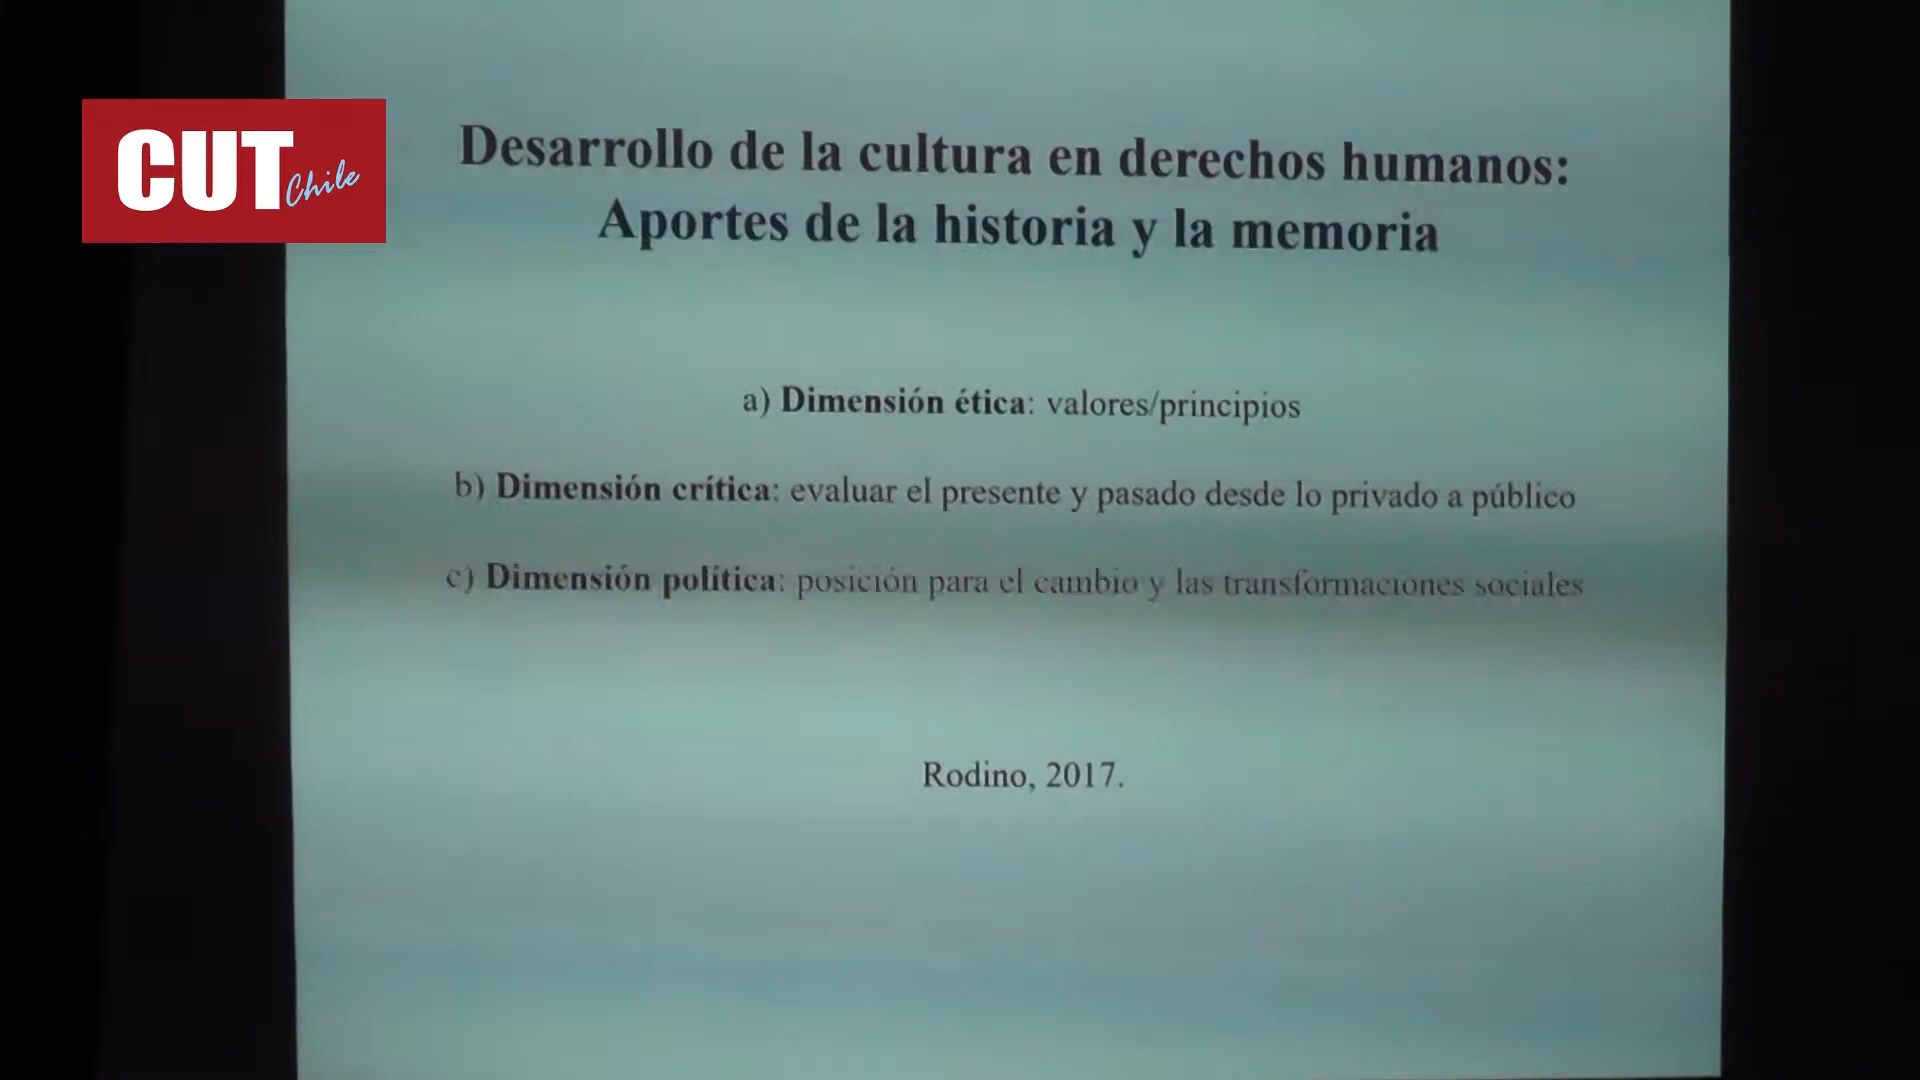 CUT Chile
Desarrollo de la cultura en derechos humanos:
Aportes de la historia y la memoria
a) Dimensión ética: valores/principios
b) Dimensión crítica: evaluar el presente y pasado desde lo privado a público
c) Dimensión política: posición para el cambio y las transformaciones sociales
Rodino, 2017.